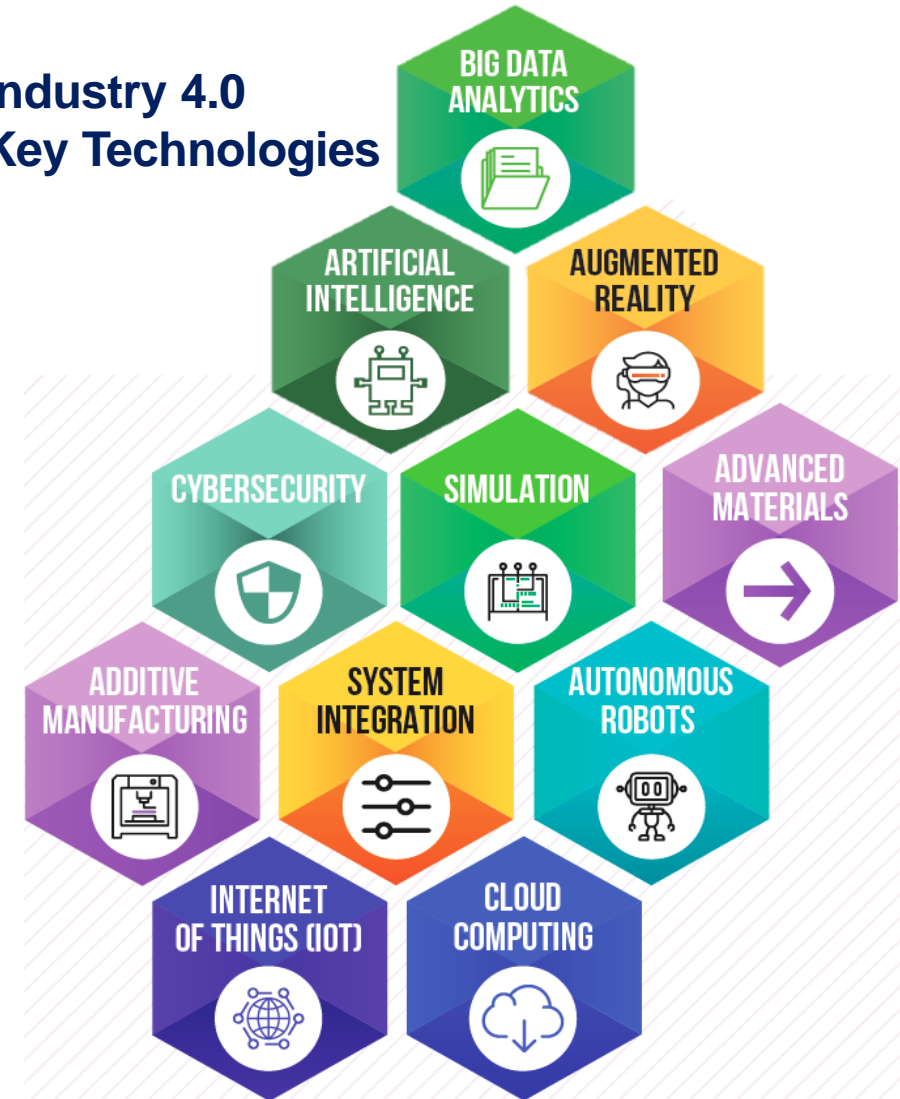 ndustry 4.0
Key Technologies
BIG DATA
ANALYTICS
ARTIFICIAL
INTELLIGENCE
AUGMENTED
REALITY
CYBERSECURITY
SIMULATION
ADVANCED
MATERIALS
ADDITIVE
MANUFACTURING
SYSTEM
INTEGRATION
AUTONOMOUS
ROBOTS
INTERNET
OF THINGS (IOT)
CLOUD
COMPUTING